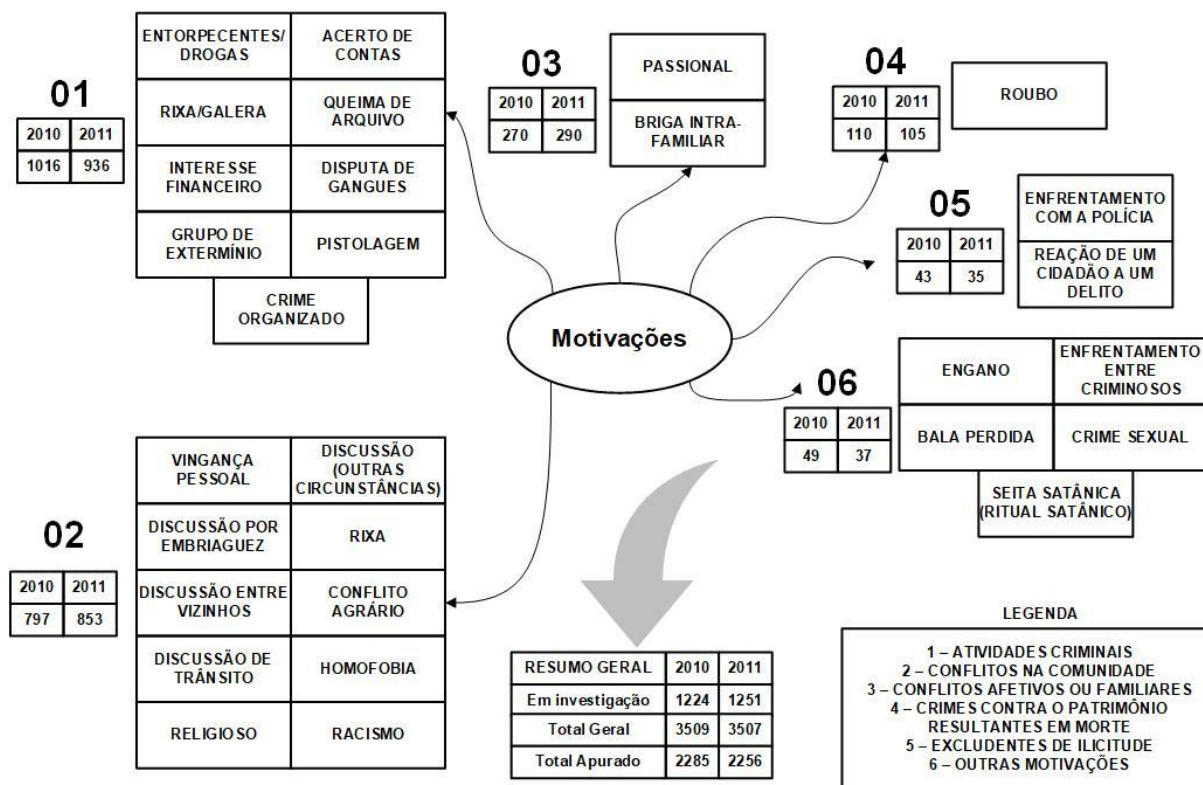 01
2010 2011
1016 936
ENTORPECENTES/
DROGAS
ACERTO DE
CONTAS
RIXA/GALERA
QUEIMA DE
ARQUIVO
INTERESSE
FINANCEIRO
DISPUTA DE
GANGUES
GRUPO DE
EXTERMÍNIO
PISTOLAGEM
CRIME
ORGANIZADO
03
2010 2011
270 290
PASSIONAL
BRIGA INTRA-
FAMILIAR
04
2010 2011
110 105
ROUBO
05
2010 2011
43 35
ENFRENTAMENTO
COM A POLÍCIA
REAÇÃO DE UM
CIDADÃO A UM
DELITO
Motivações
06
2010 2011
49 37
ENGANO
ENFRENTAMENTO
ENTRE
CRIMINOSOS
BALA PERDIDA
CRIME SEXUAL
SEITA SATÂNICA
(RITUAL SATÂNICO)
02
2010 2011
797 853
VINGANÇA
PESSOAL
DISCUSSÃO
(OUTRAS
CIRCUNSTÂNCIAS)
DISCUSSÃO POR
EMBRIAGUEZ
RIXA
DISCUSSÃO ENTRE
VIZINHOS
CONFLITO
AGRÁRIO
DISCUSSÃO DE
TRÂNSITO
HOMOFOBIA
RELIGIOSO
RACISMO
RESUMO GERAL 2010 2011
Em investigação 1224 1251
Total Geral 3509 3507
Total Apurado 2285 2256
LEGENDA
1 – ATIVIDADES CRIMINAIS
2 – CONFLITOS NA COMUNIDADE
3 – CONFLITOS AFETIVOS OU FAMILIARES
4 – CRIMES CONTRA O PATRIMÔNIO
RESULTANTES EM MORTE
5 – EXCLUDENTES DE ILICITUDE
6 – OUTRAS MOTIVAÇÕES